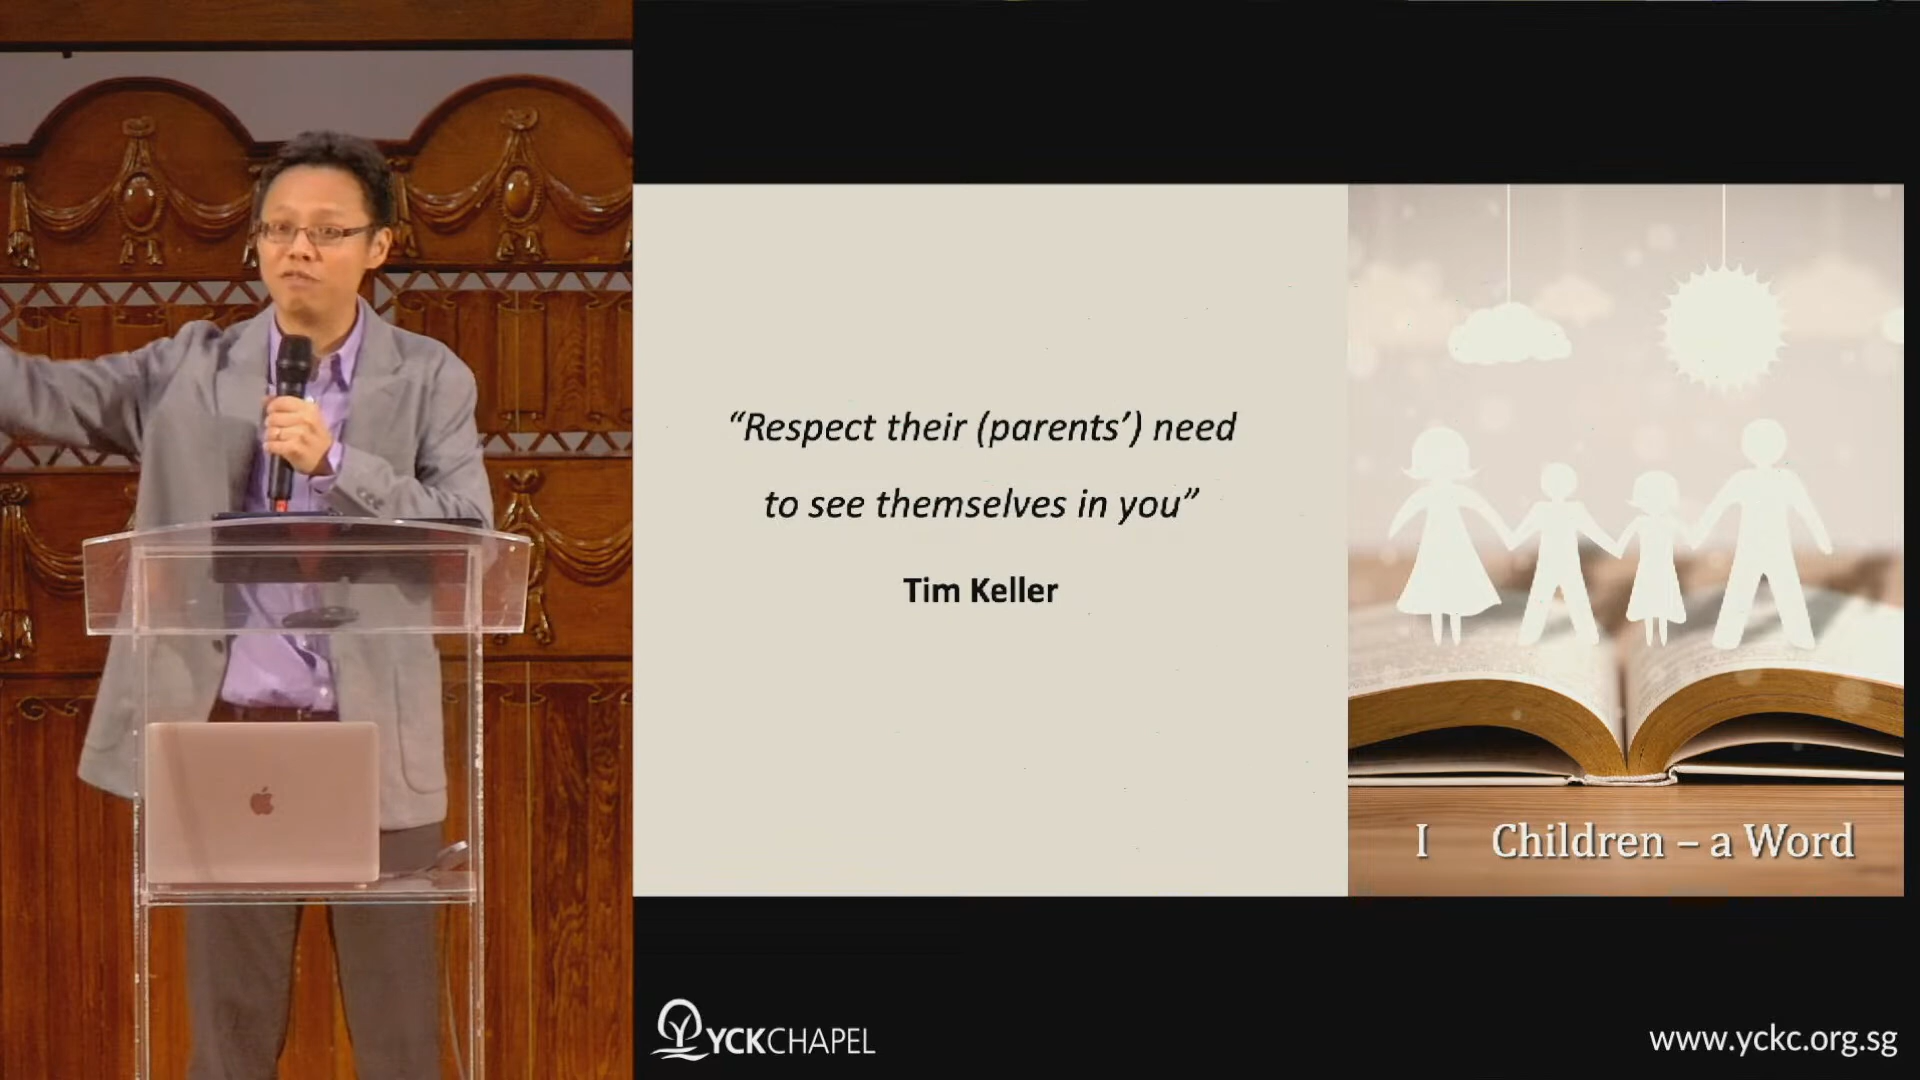 “Respect their (parents’) need
to see themselves in you”
Tim Keller
I Children – a Word
YCKCHAPEL
www.yckc.org.sg